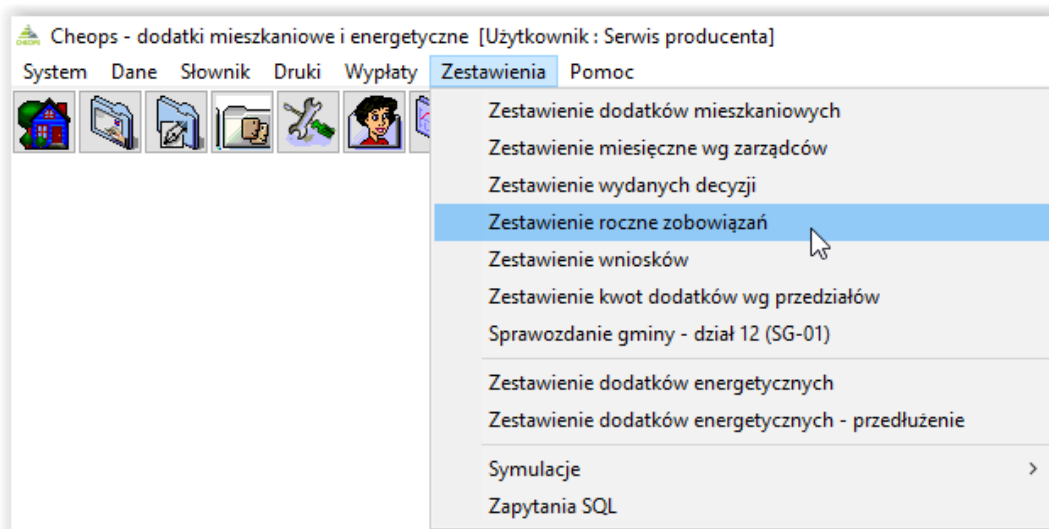 Cheops - dodatki mieszkaniowe i energetyczne [Użytkownik : Serwis producenta]
System Dane Słownik Druki Wypłaty Zestawienia Pomoc
Zestawienie dodatków mieszkaniowych
Zestawienie miesięczne wg zarządców
Zestawienie wydanych decyzji
Zestawienie roczne zobowiązań
Zestawienie wniosków
Zestawienie kwot dodatków wg przedziałów
Sprawozdanie gminy - dział 12 (SG-01)
Zestawienie dodatków energetycznych
Zestawienie dodatków energetycznych - przedłużenie
Symulacje
Zapytania SQL